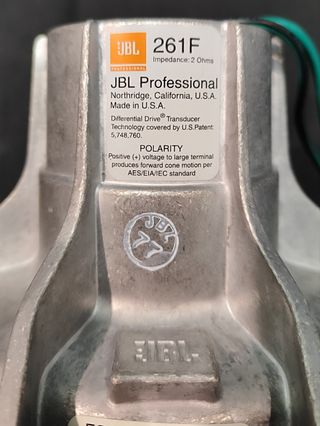 JBL
PROFESSIONAL
261F
Impedance: 2 Ohms
JBL Professional
Northridge, California, U.S.A.
Made in U.S.A.
Differential Drive® Transducer
Technology covered by U.S.Patent:
5,748,760.
POLARITY
Positive (+) voltage to large terminal
produces forward cone motion per
AES/EIA/IEC standard
JBL
77
JBL